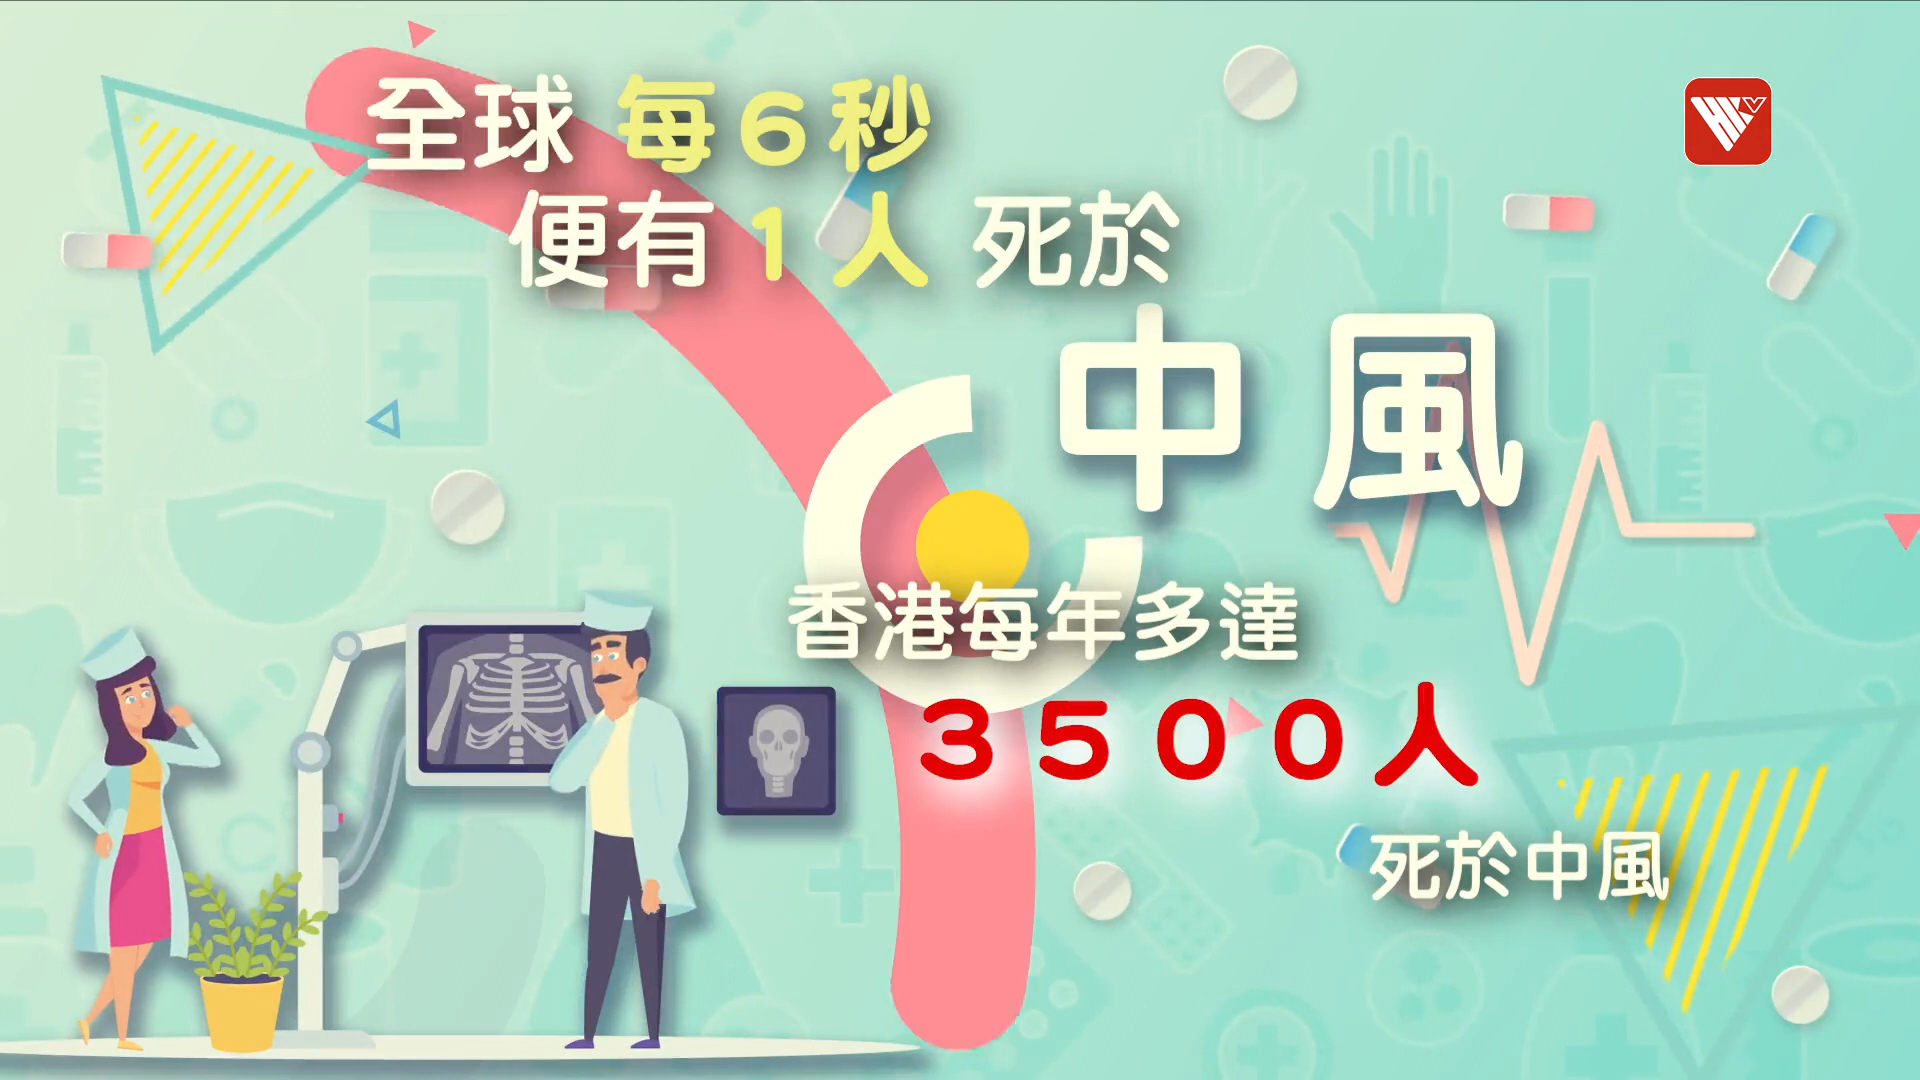 全球 每6秒
便有1人 死於
中風
香港每年多達
3500人
死於中風